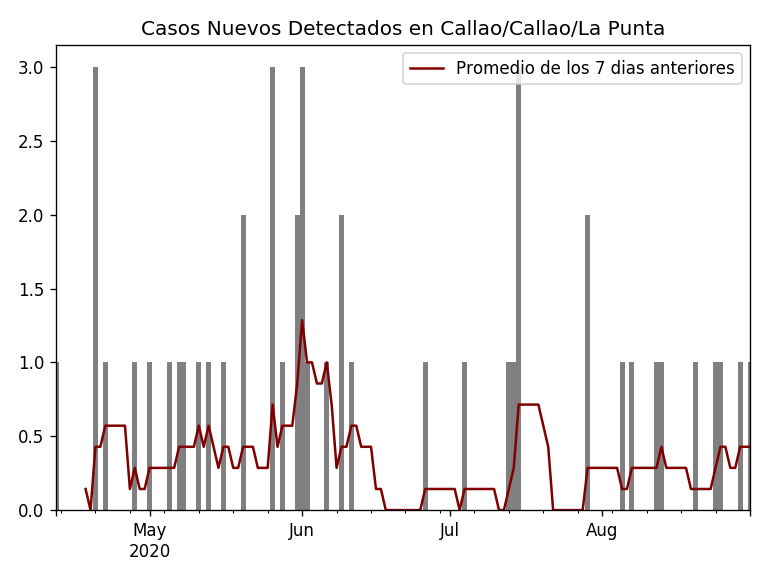 Casos Nuevos Detectados en Callao/Callao/La Punta
Promedio de los 7 dias anteriores
3.0
2.5
2.0
1.5
1.0
0.5
0.0
May
2020
Jun
Jul
Aug